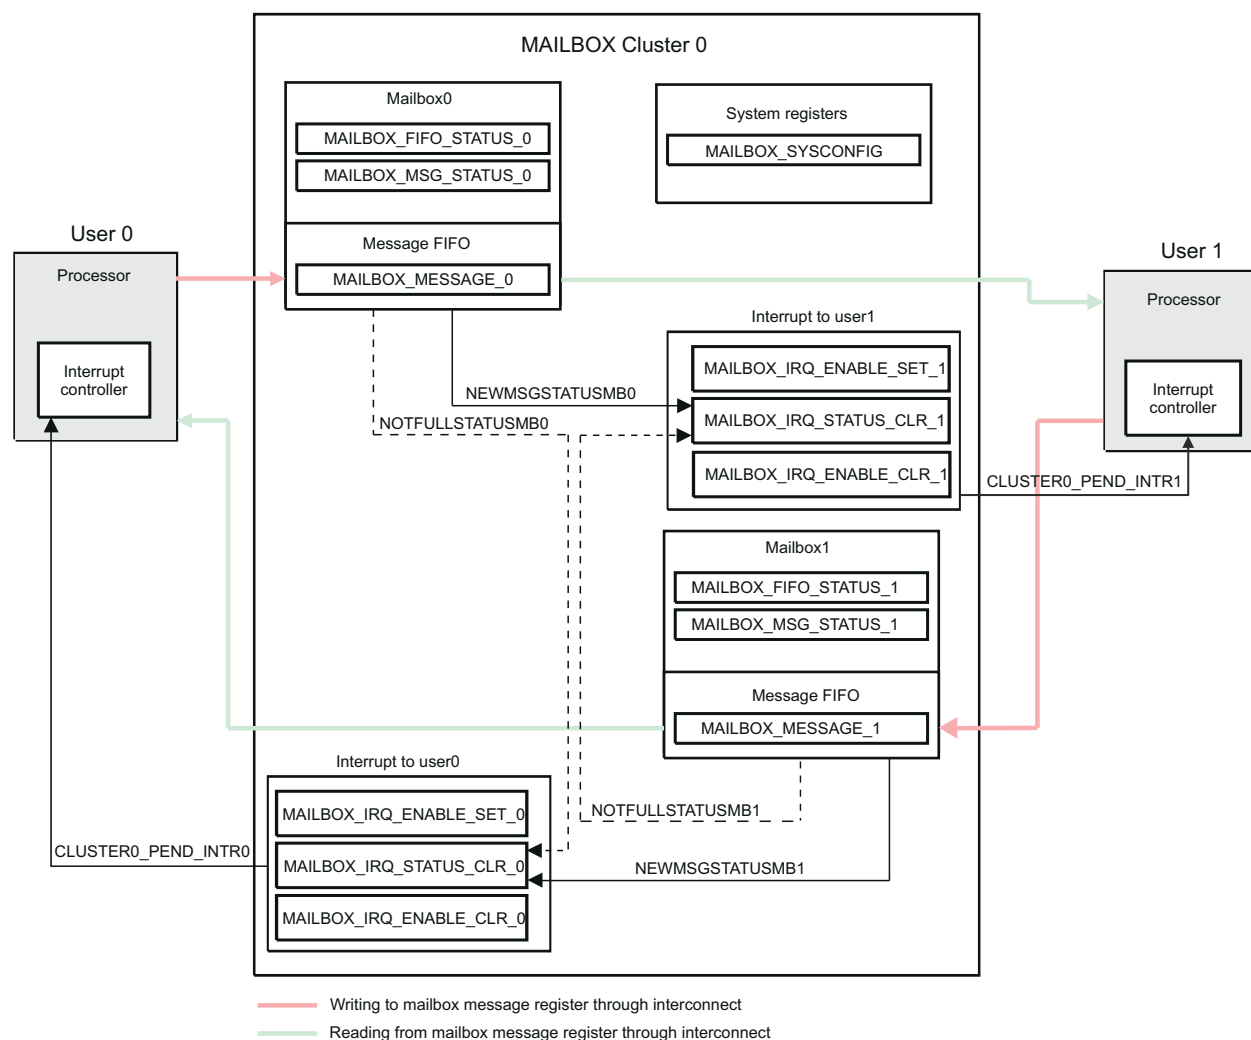 MAILBOX Cluster 0
Mailbox0
MAILBOX_FIFO_STATUS_0
MAILBOX_MSG_STATUS_0
Message FIFO
MAILBOX_MESSAGE_0
System registers
MAILBOX_SYSCONFIG
User 0
Processor
Interrupt
controller
User 1
Processor
Interrupt
controller
Interrupt to user1
MAILBOX_IRQ_ENABLE_SET_1
MAILBOX_IRQ_STATUS_CLR_1
MAILBOX_IRQ_ENABLE_CLR_1
NEWMSGSTATUSMB0
NOTFULLSTATUSMB0
CLUSTER0_PEND_INTR1
Mailbox1
MAILBOX_FIFO_STATUS_1
MAILBOX_MSG_STATUS_1
Message FIFO
MAILBOX_MESSAGE_1
Interrupt to user0
MAILBOX_IRQ_ENABLE_SET_0
MAILBOX_IRQ_STATUS_CLR_0
MAILBOX_IRQ_ENABLE_CLR_0
NOTFULLSTATUSMB1
NEWMSGSTATUSMB1
CLUSTER0_PEND_INTR0
Writing to mailbox message register through interconnect
Reading from mailbox message register through interconnect